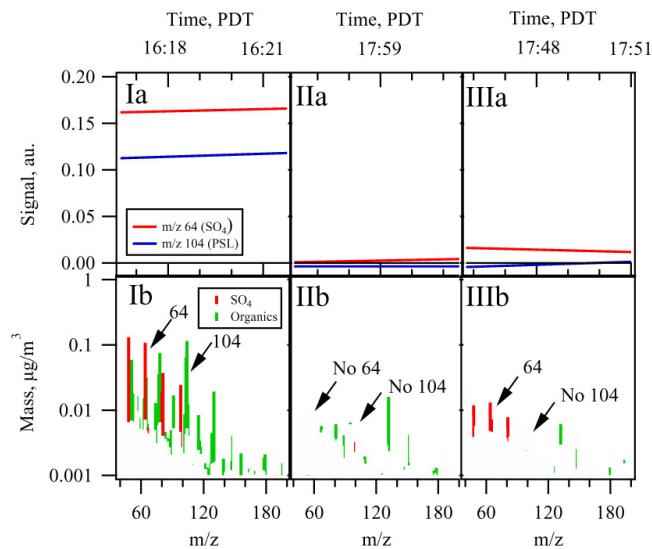 Time, PDT Time, PDT Time, PDT
16:18 16:21 17:59 17:48 17:51
0.20
0.15
0.10
0.05
0.00
Signal, au.
Ia IIa IIIa
m/z 64 (SO₄)
m/z 104 (PSL)
1
0.1
0.01
0.001
Mass, µg/m³
Ib IIb IIIb
SO₄
Organics
64
104
No 64
No 104
64
No 104
60 120 180 60 120 180 60 120 180
m/z m/z m/z